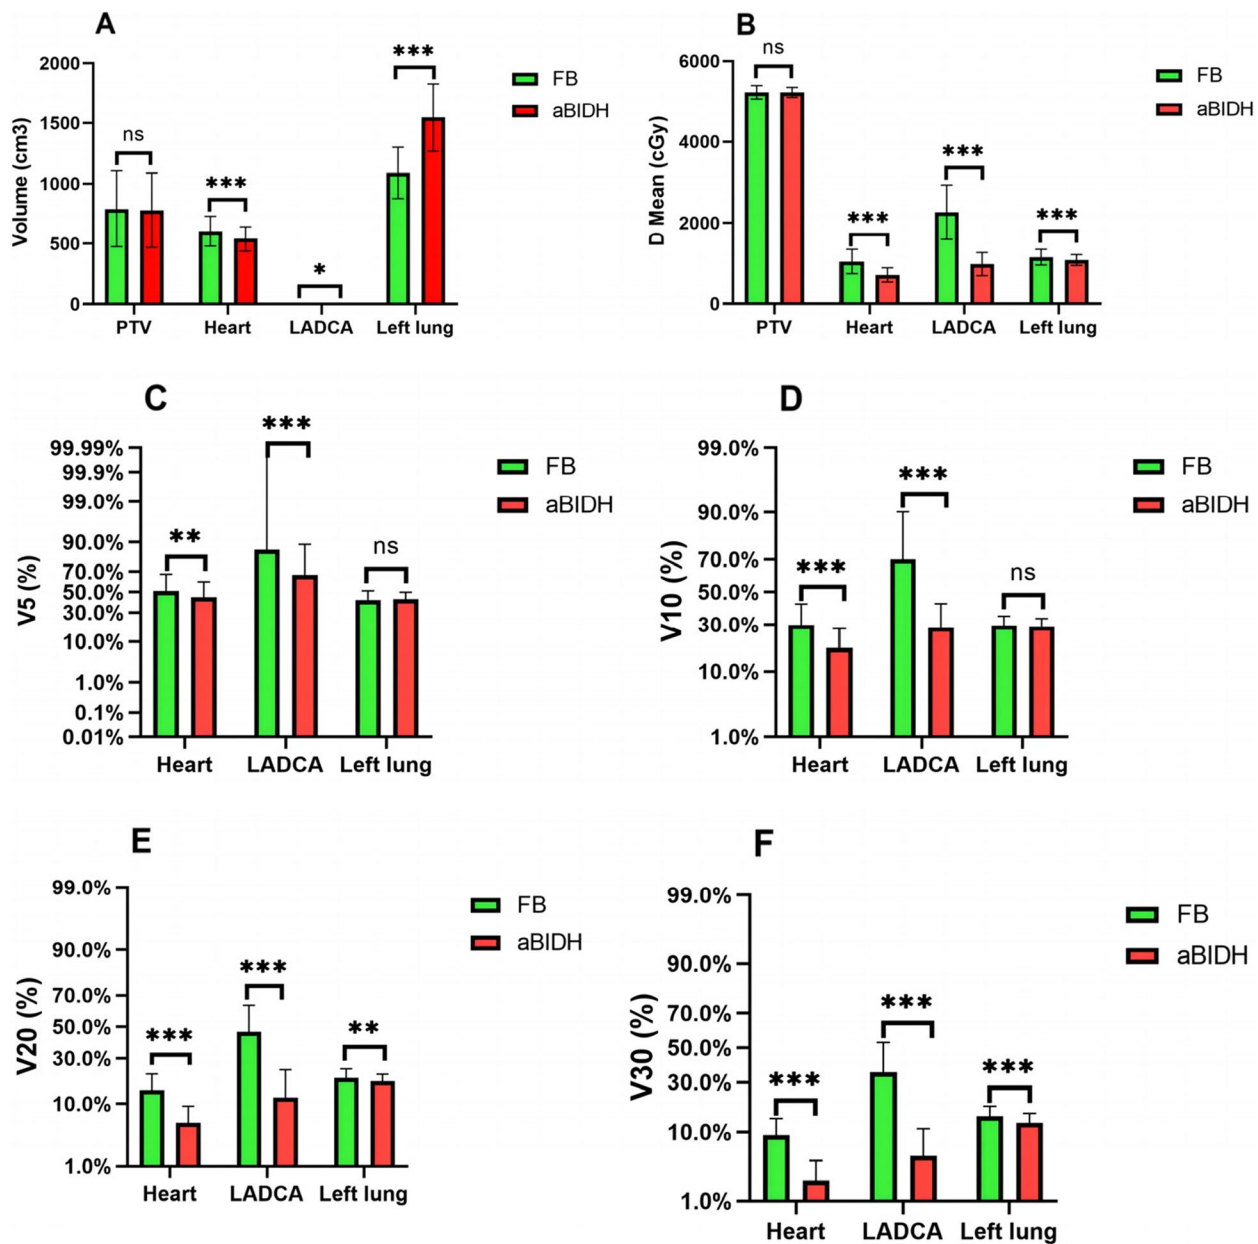 A
Volume (cm3)
2000
1500
1000
500
0
ns
***
*
***
PTV
Heart
LADCA
Left lung
FB
aBIDH
B
D Mean (cGy)
6000
4000
2000
0
ns
***
***
***
PTV
Heart
LADCA
Left lung
FB
aBIDH
C
V5 (%)
99.99%
99.9%
99.0%
90.0%
70.0%
50.0%
30.0%
10.0%
1.0%
0.1%
0.01%
**
***
ns
Heart
LADCA
Left lung
FB
aBIDH
D
V10 (%)
99.0%
90.0%
70.0%
50.0%
30.0%
10.0%
1.0%
***
***
ns
Heart
LADCA
Left lung
FB
aBIDH
E
V20 (%)
99.0%
90.0%
70.0%
50.0%
30.0%
10.0%
1.0%
***
***
**
Heart
LADCA
Left lung
FB
aBIDH
F
V30 (%)
99.0%
90.0%
70.0%
50.0%
30.0%
10.0%
1.0%
***
***
***
Heart
LADCA
Left lung
FB
aBIDH